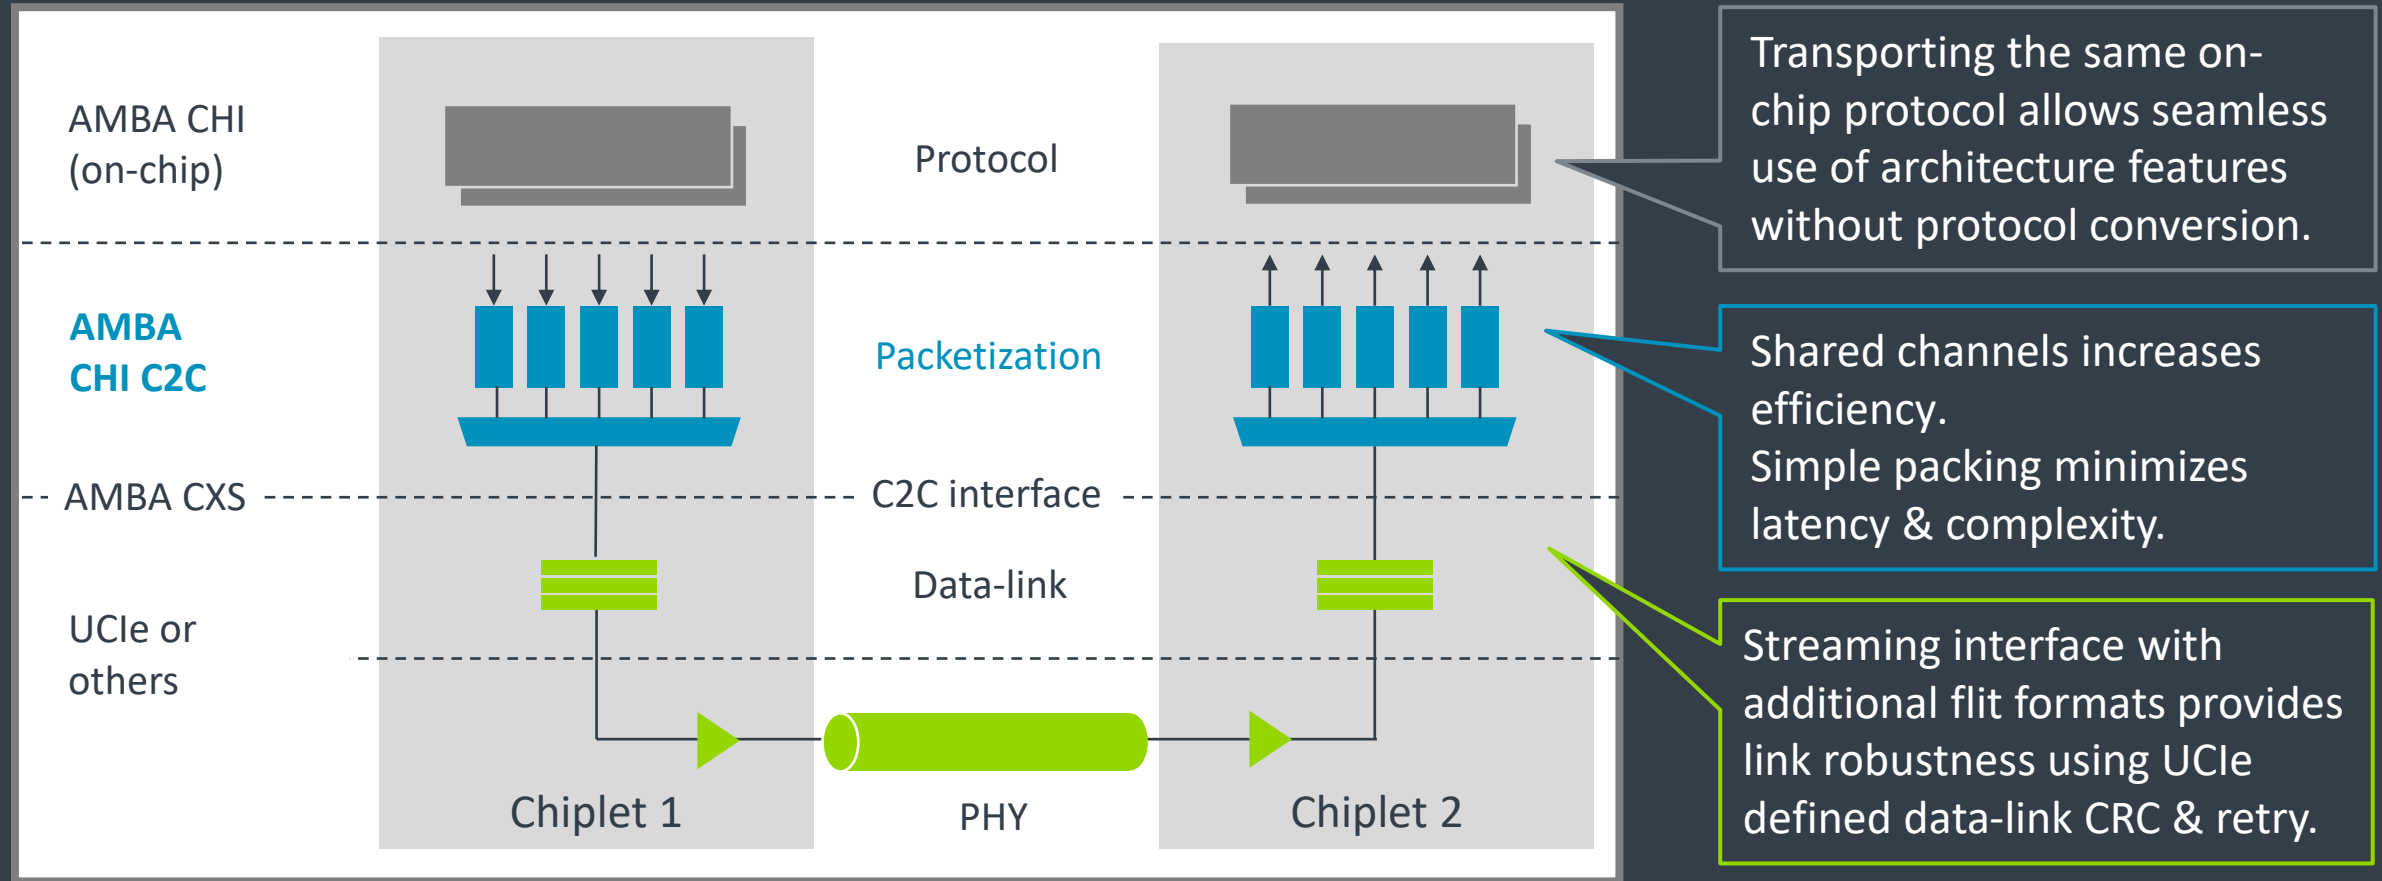 AMBA CHI
(on-chip)
Protocol
AMBA
CHI C2C
Packetization
AMBA CXS
C2C interface
Data-link
UCIe or
others
Chiplet 1
PHY
Chiplet 2
Transporting the same on-
chip protocol allows seamless
use of architecture features
without protocol conversion.
Shared channels increases
efficiency.
Simple packing minimizes
latency & complexity.
Streaming interface with
additional flit formats provides
link robustness using UCIe
defined data-link CRC & retry.